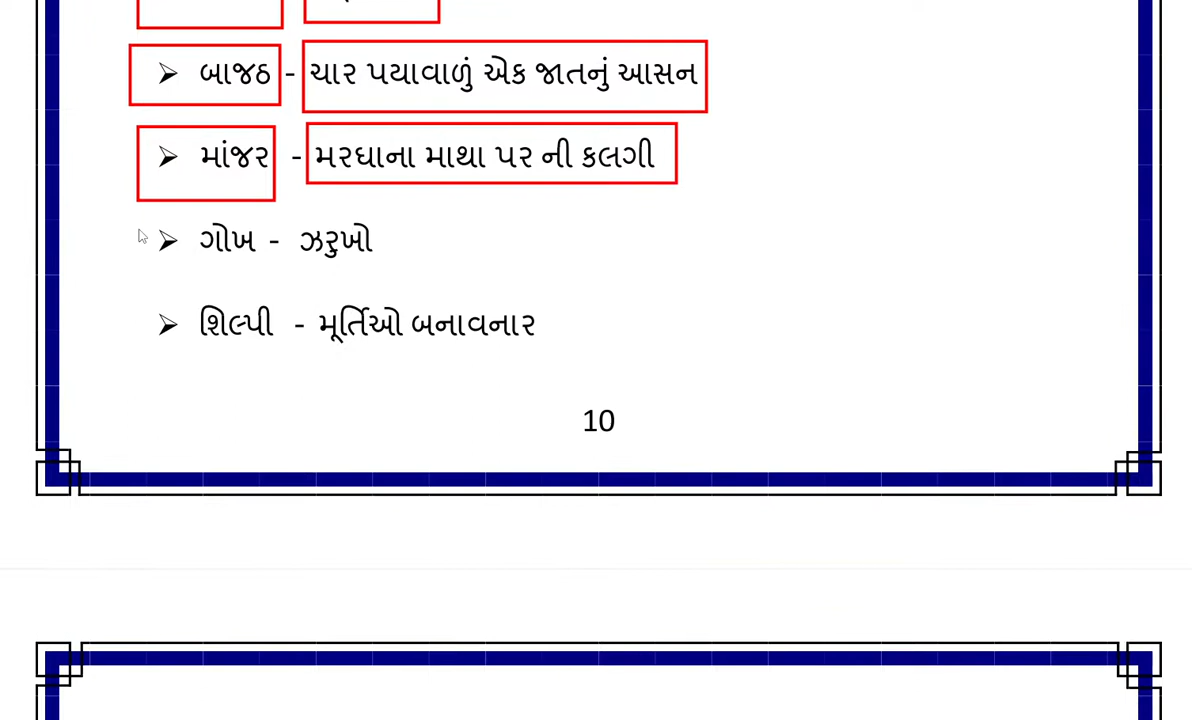 ➢ બાજઠ - ચાર પયાવાળું એક જાતનું આસન
➢ માંજર - મરઘાના માથા પર ની કલગી
➢ ગોખ - ઝરુખો
➢ શિલ્પી - મૂર્તિઓ બનાવનાર
10